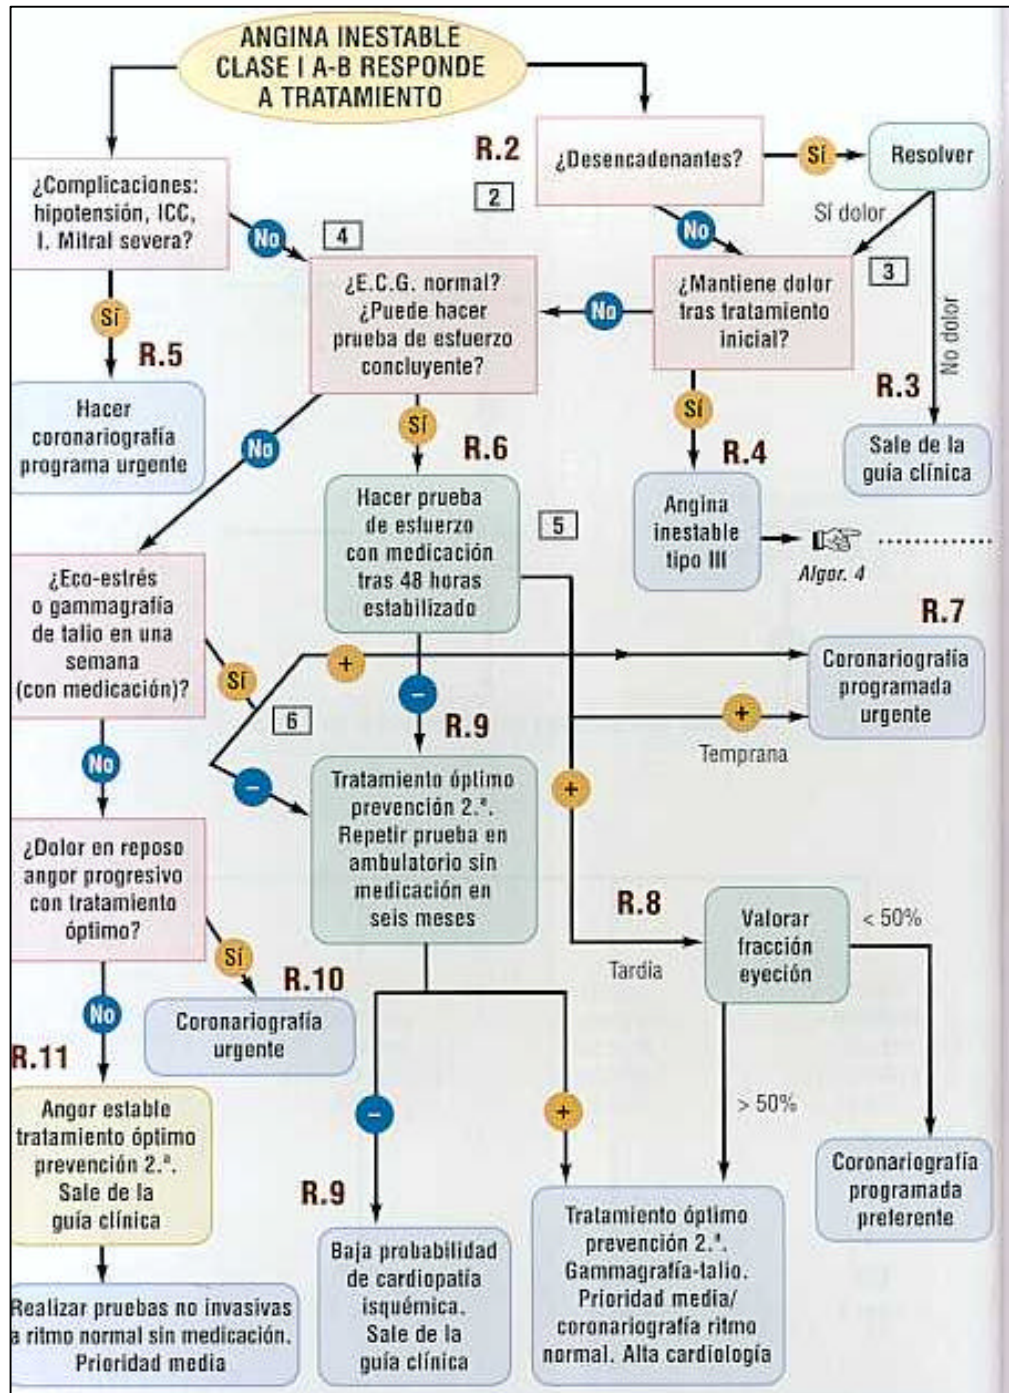 ANGINA INESTABLE
CLASE I A-B RESPONDE
A TRATAMIENTO
R.2
¿Desencadenantes?
Sí
Resolver
2
¿Complicaciones:
hipotensión, ICC,
I. Mitral severa?
No
4
No
Sí dolor
3
No dolor
¿E.C.G. normal?
¿Puede hacer
prueba de esfuerzo
concluyente?
No
¿Mantiene dolor
tras tratamiento
inicial?
Sí
R.5
Hacer
coronariografía
programa urgente
No
Sí
R.6
Sí
R.4
R.3
Sale de la
guía clínica
Hacer prueba
de esfuerzo
con medicación
tras 48 horas
estabilizado
5
Angina
inestable
tipo III
Algor. 4
¿Eco-estrés
o gammagrafía
de talio en una
semana
(con medicación)?
Sí
6
+
–
R.9
R.7
Coronariografía
programada
urgente
+
Temprana
No
–
Tratamiento óptimo
prevención 2.ª.
Repetir prueba en
ambulatorio sin
medicación en
seis meses
+
¿Dolor en reposo
angor progresivo
con tratamiento
óptimo?
Sí
R.10
Coronariografía
urgente
R.8
Tardía
Valorar
fracción
eyeción
< 50%
> 50%
No
R.11
Angor estable
tratamiento óptimo
prevención 2.ª.
Sale de la
guía clínica
–
+
R.9
Coronariografía
programada
preferente
Realizar pruebas no invasivas
a ritmo normal sin medicación.
Prioridad media
Baja probabilidad
de cardiopatía
isquémica.
Sale de la
guía clínica
Tratamiento óptimo
prevención 2.ª.
Gammagrafía-talio.
Prioridad media/
coronariografía ritmo
normal. Alta cardiología